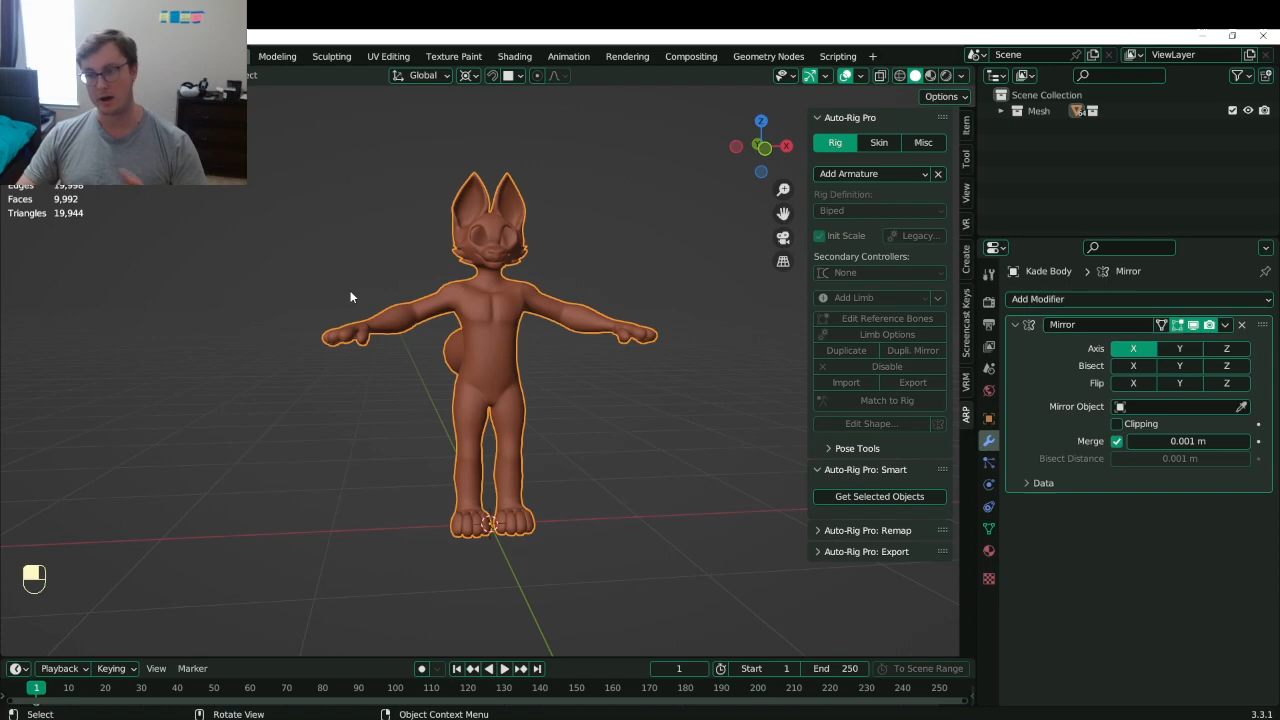 Modeling Sculpting UV Editing Texture Paint Shading Animation Rendering Compositing Geometry Nodes Scripting + Scene ViewLayer
Global
Options
Edges 19,998
Faces 9,992
Triangles 19,944
Z
Y
X
Auto-Rig Pro
Rig Skin Misc
Add Armature
Rig Definition:
Biped
Init Scale Legacy...
Secondary Controllers:
None
Add Limb
Edit Reference Bones
Limb Options
Duplicate Dupli. Mirror
Disable
Import Export
Match to Rig
Edit Shape...
Pose Tools
Auto-Rig Pro: Smart
Get Selected Objects
Auto-Rig Pro: Remap
Auto-Rig Pro: Export
Item
Tool
View
VR
Create
Screencast Keys
VRM
ARP
Scene Collection
Mesh
Kade Body > Mirror
Add Modifier
Mirror
Axis X Y Z
Bisect X Y Z
Flip X Y Z
Mirror Object
Clipping
Merge 0.001 m
Bisect Distance 0.001 m
Data
Playback Keying View Marker 1 Start 1 End 250 To Scene Range
1 10 20 30 40 50 60 70 80 90 100 110 120 130 140 150 160 170 180 190 200 210 220 230 240 250
Select Rotate View Object Context Menu 3.3.1